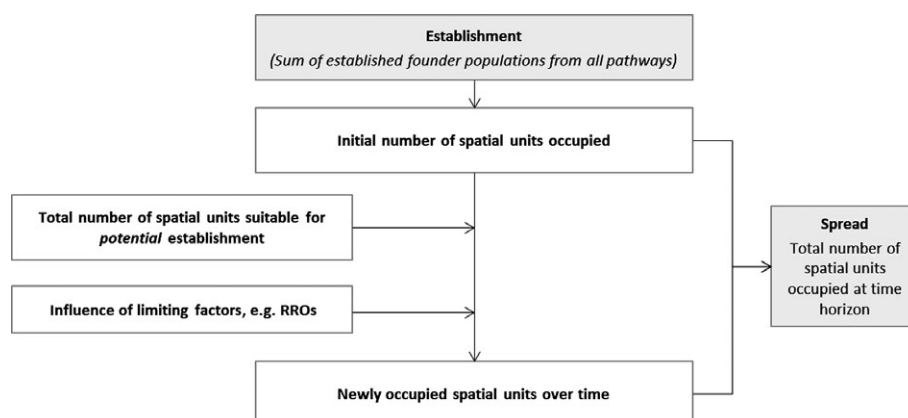 Establishment
(Sum of established founder populations from all pathways)
Initial number of spatial units occupied
Total number of spatial units suitable for
potential establishment
Spread
Total number of
spatial units
occupied at time
horizon
Influence of limiting factors, e.g. RROs
Newly occupied spatial units over time